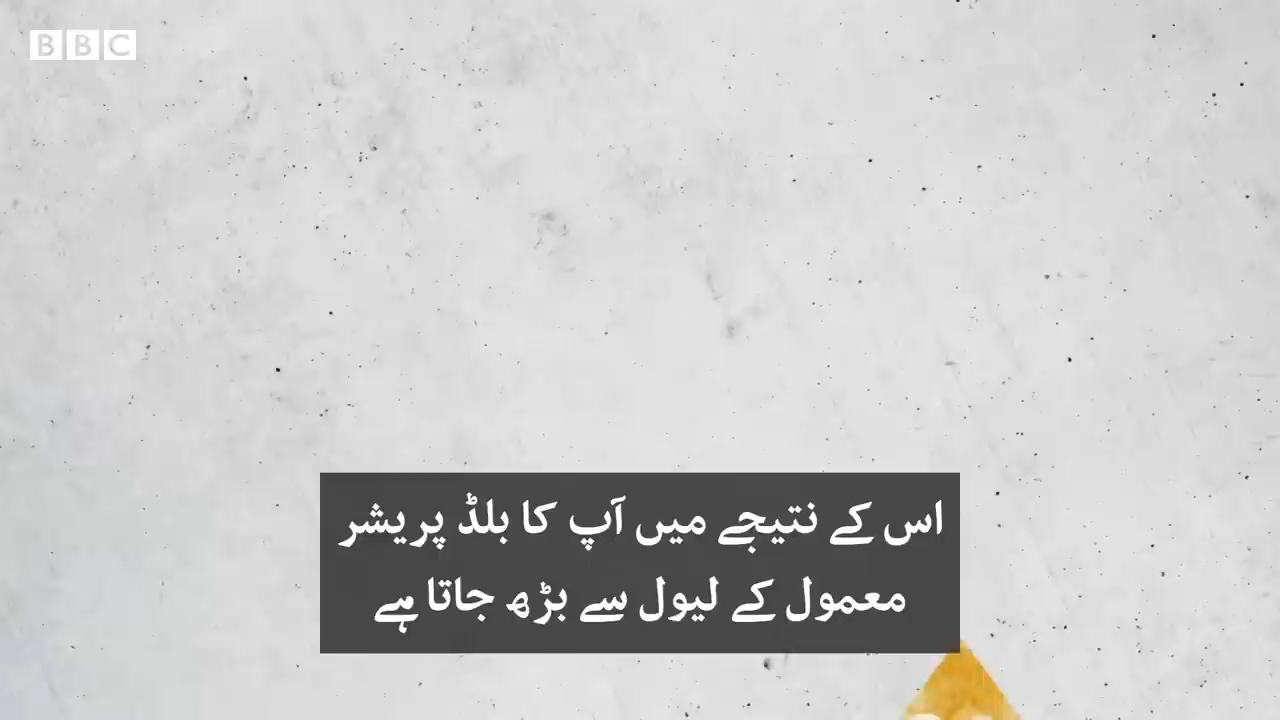 BBC
اس کے نتیجے میں آپ کا بلڈ پریشر
معمول کے لیول سے بڑھ جاتا ہے